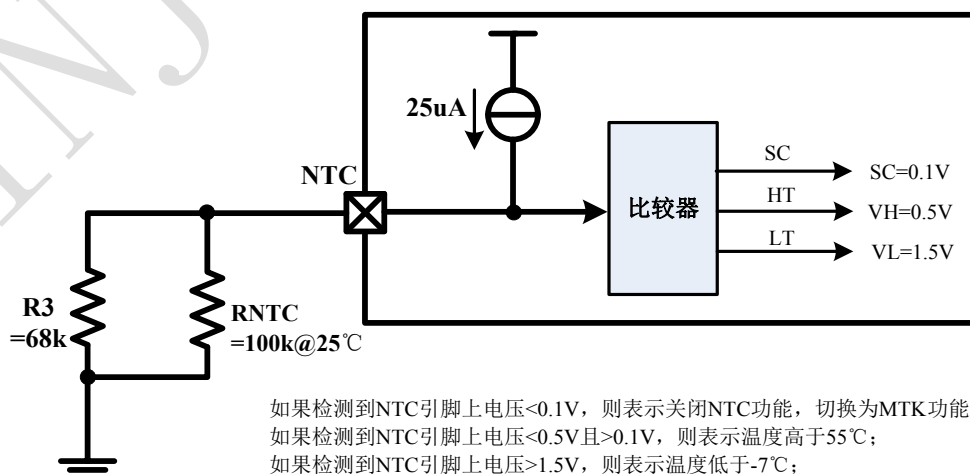 25uA
NTC
比较器
SC
SC=0.1V
HT
VH=0.5V
LT
VL=1.5V
R3
=68k
RNTC
=100k@25℃
如果检测到NTC引脚上电压<0.1V，则表示关闭NTC功能，切换为MTK功能
如果检测到NTC引脚上电压<0.5V且>0.1V，则表示温度高于55℃；
如果检测到NTC引脚上电压>1.5V，则表示温度低于-7℃；